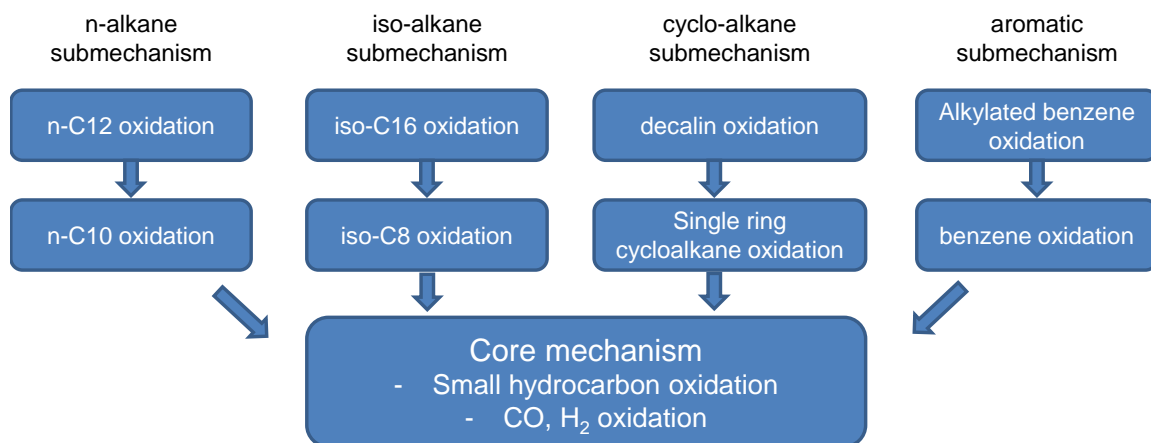 n-alkane
submechanism
iso-alkane
submechanism
cyclo-alkane
submechanism
aromatic
submechanism
n-C12 oxidation
iso-C16 oxidation
decalin oxidation
Alkylated benzene
oxidation
n-C10 oxidation
iso-C8 oxidation
Single ring
cycloalkane oxidation
benzene oxidation
Core mechanism
- Small hydrocarbon oxidation
- CO, H₂ oxidation